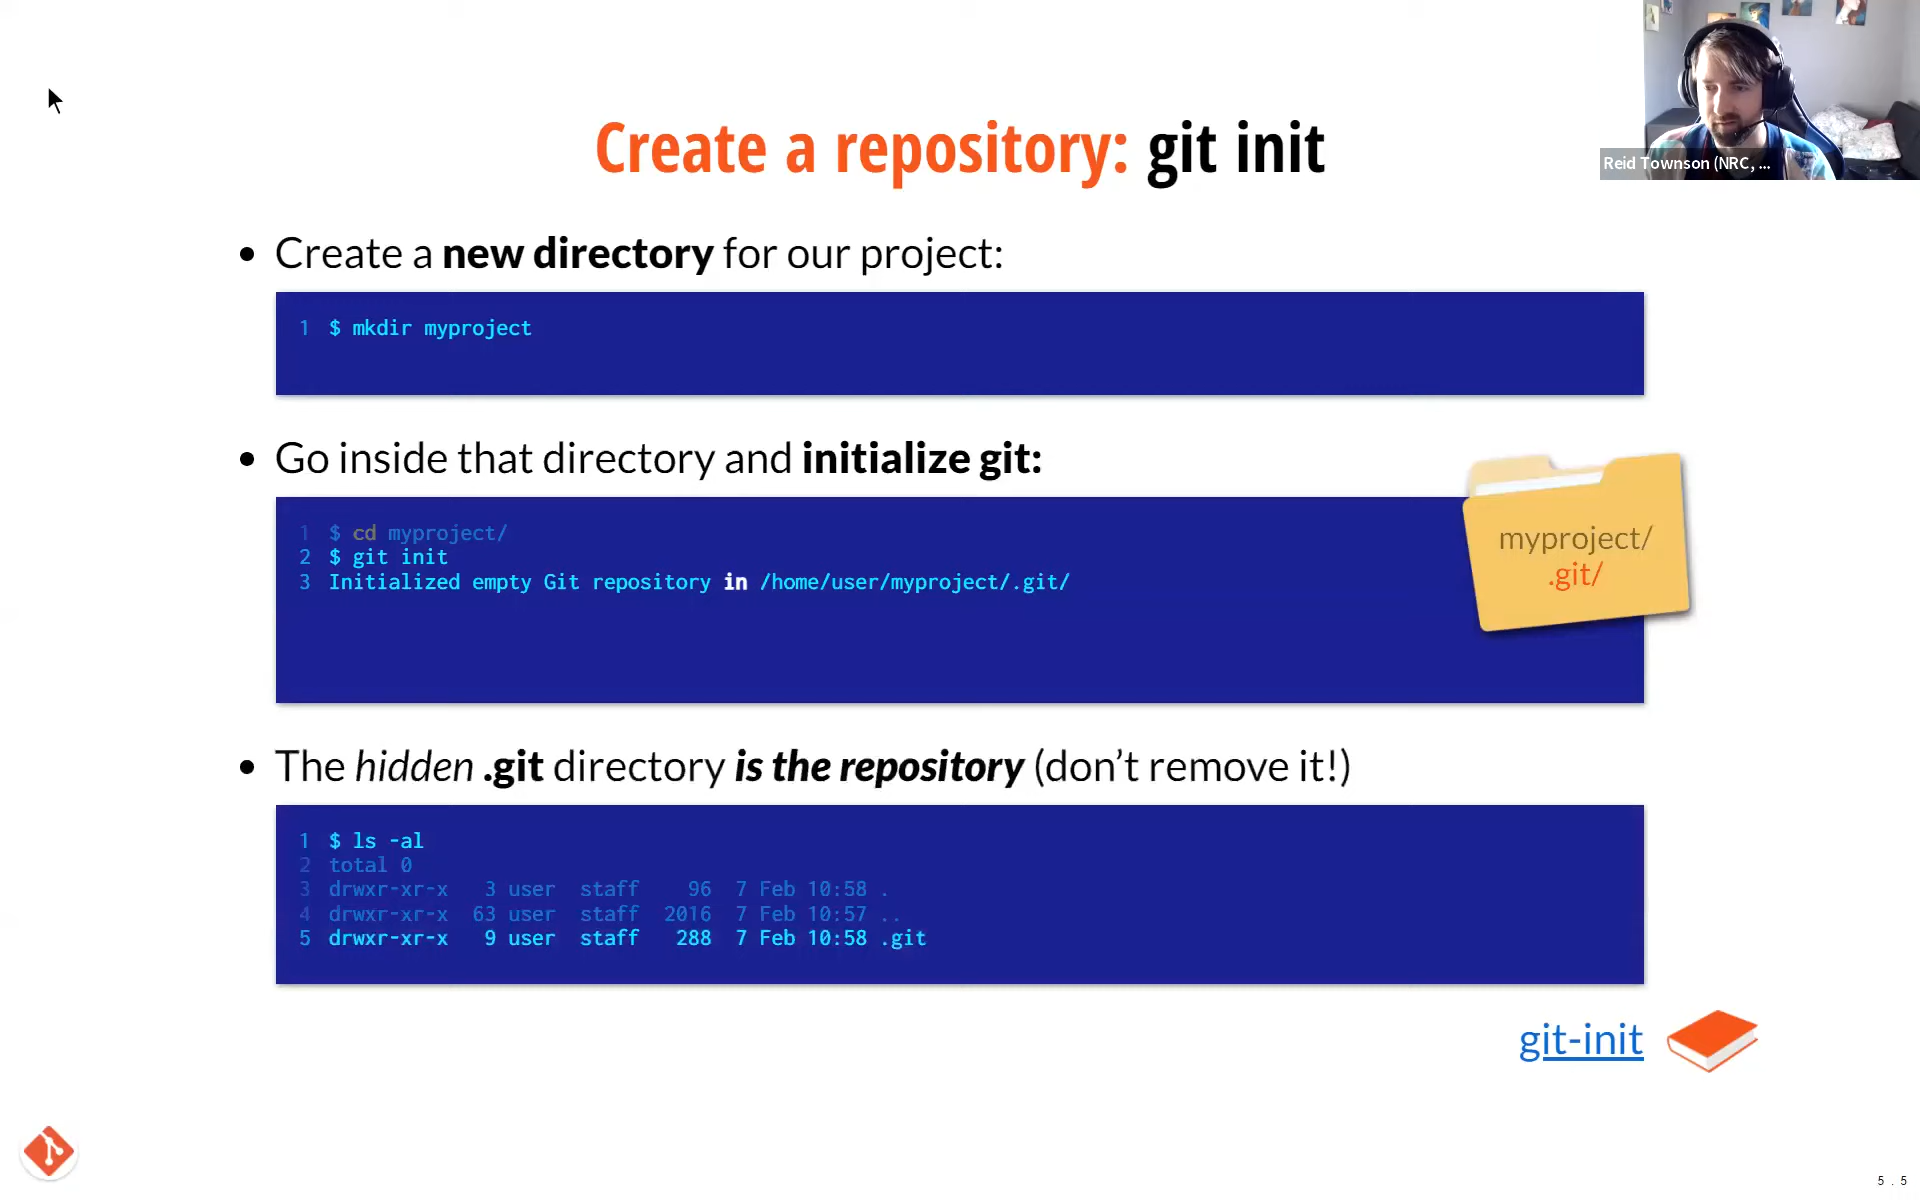 Reid Townson (NRC, ...
Create a repository: git init
• Create a new directory for our project:
1 $ mkdir myproject
• Go inside that directory and initialize git:
1 $ cd myproject/
2 $ git init
3 Initialized empty Git repository in /home/user/myproject/.git/
myproject/
.git/
• The hidden .git directory is the repository (don’t remove it!)
1 $ ls -al
2 total 0
3 drwxr-xr-x   3 user  staff    96  7 Feb 10:58 .
4 drwxr-xr-x  63 user  staff  2016  7 Feb 10:57 ..
5 drwxr-xr-x   9 user  staff   288  7 Feb 10:58 .git
git-init
5 . 5